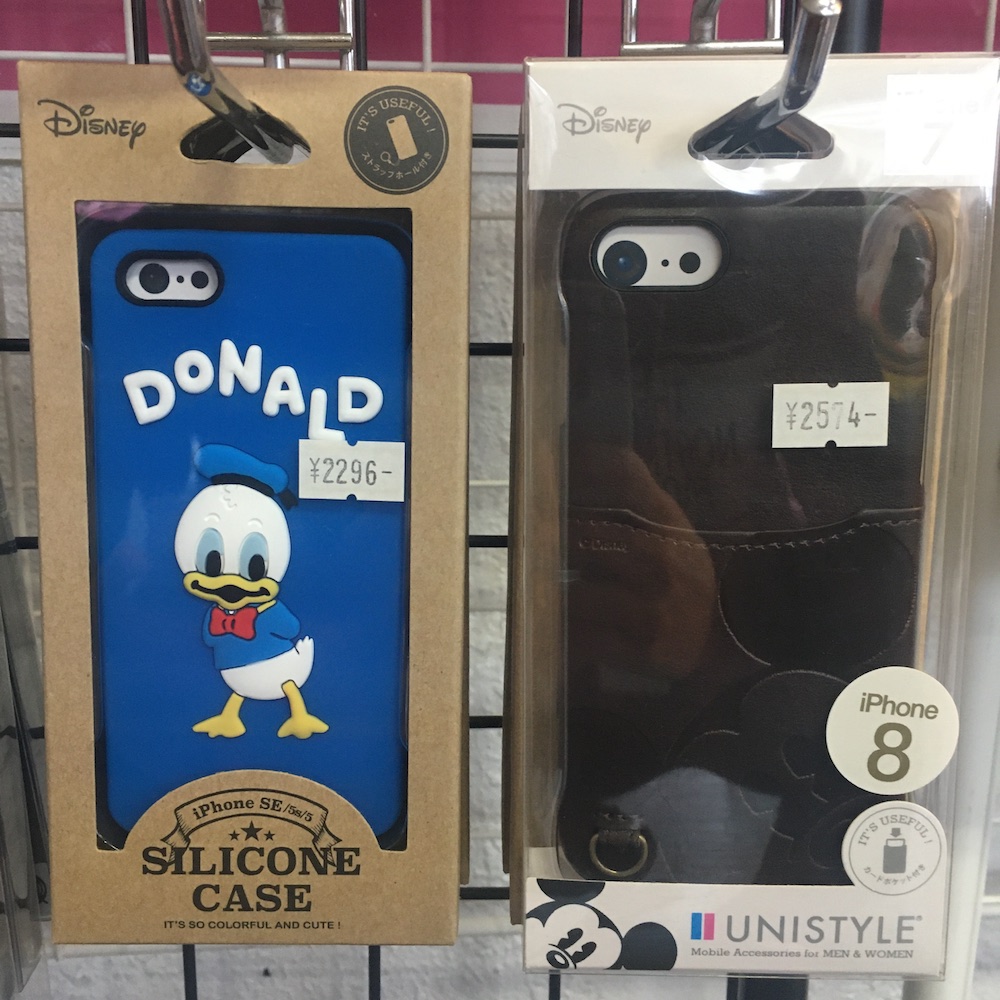 Disney
IT'S USEFUL!
ストラップホール付き
DONALD
¥2296-
iPhone SE/5s/5
SILICONE
CASE
IT'S SO COLORFUL AND CUTE!
Disney
7
¥2574-
©Disney
iPhone
8
IT'S USEFUL!
カードポケット付き
UNISTYLE®
Mobile Accessories for MEN & WOMEN